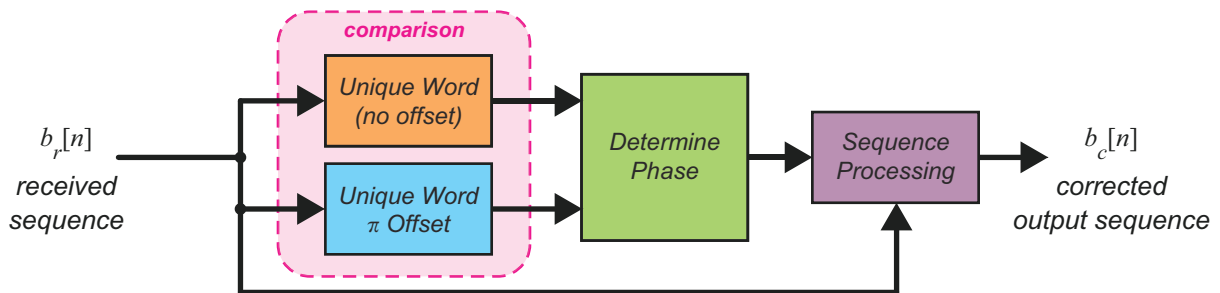 comparison
Unique Word
(no offset)
b_r[n]
received
sequence
Unique Word
π Offset
Determine
Phase
Sequence
Processing
b_c[n]
corrected
output sequence